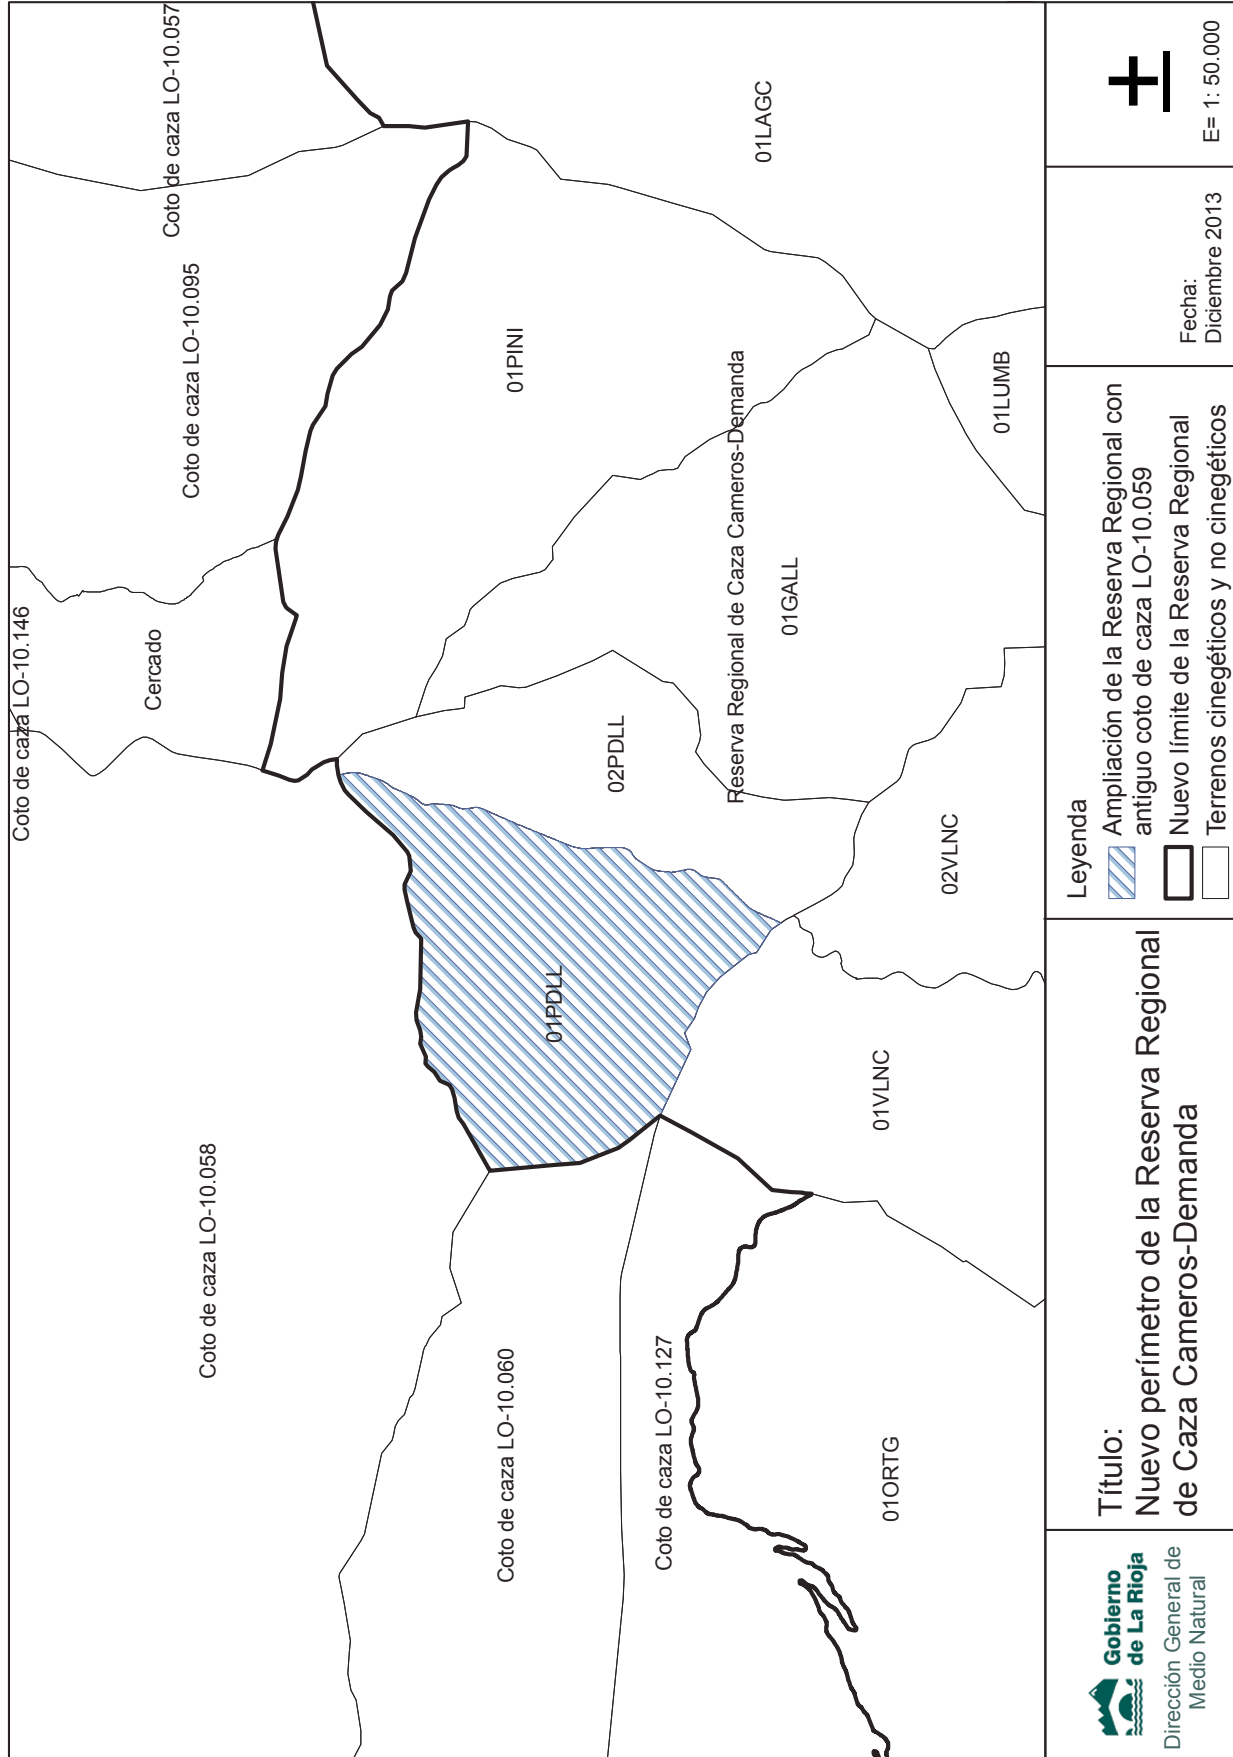 Coto de caza LO-10.146
Coto de caza LO-10.057
Coto de caza LO-10.095
Cercado
Coto de caza LO-10.058
01PINI
01LAGC
Coto de caza LO-10.060
01PDLL
02PDLL
Coto de caza LO-10.127
Reserva Regional de Caza Cameros-Demanda
01GALL
01ORTG
01VLNC
02VLNC
01LUMB
Gobierno
de La Rioja
Dirección General de
Medio Natural
Título:
Nuevo perímetro de la Reserva Regional
de Caza Cameros-Demanda
Leyenda
Ampliación de la Reserva Regional con
antiguo coto de caza LO-10.059
Nuevo límite de la Reserva Regional
Terrenos cinegéticos y no cinegéticos
Fecha:
Diciembre 2013
E= 1: 50.000